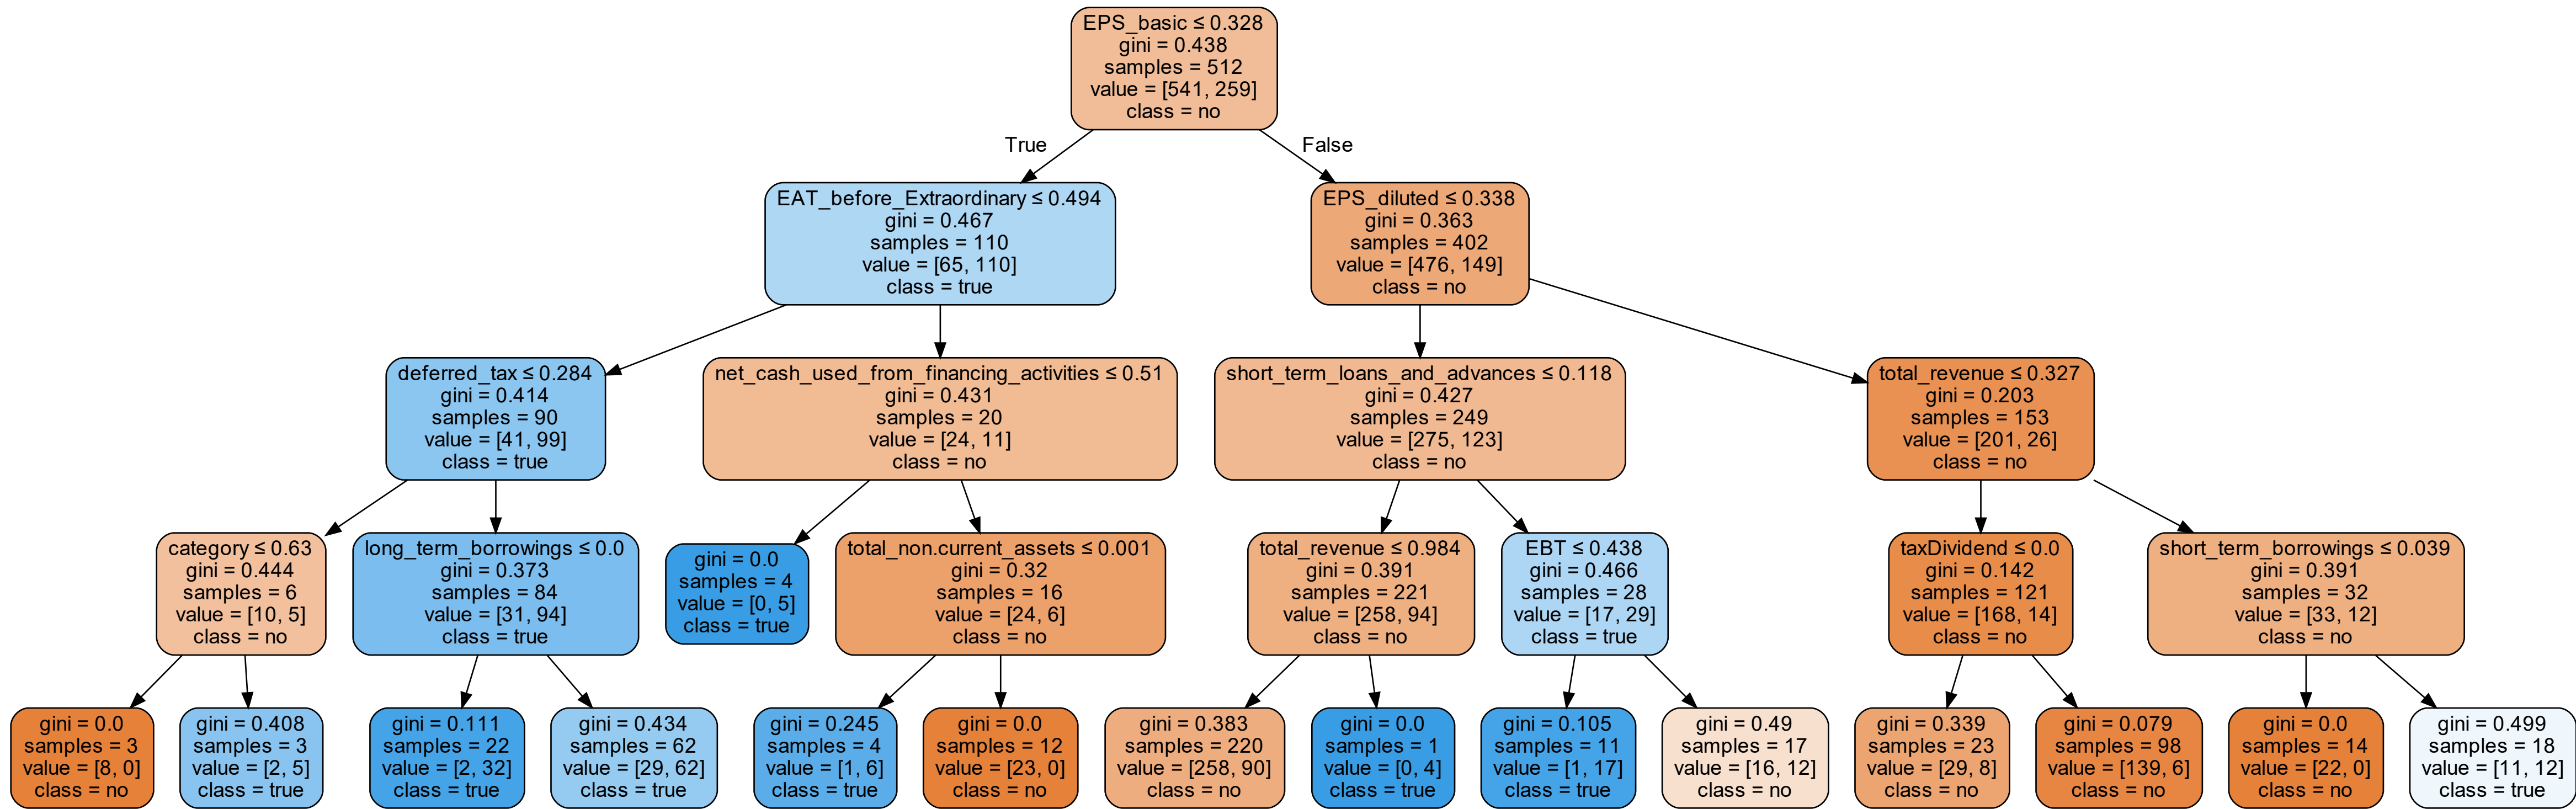 EPS_basic ≤ 0.328
gini = 0.438
samples = 512
value = [541, 259]
class = no
True
False
EAT_before_Extraordinary ≤ 0.494
gini = 0.467
samples = 110
value = [65, 110]
class = true
EPS_diluted ≤ 0.338
gini = 0.363
samples = 402
value = [476, 149]
class = no
deferred_tax ≤ 0.284
gini = 0.414
samples = 90
value = [41, 99]
class = true
net_cash_used_from_financing_activities ≤ 0.51
gini = 0.431
samples = 20
value = [24, 11]
class = no
short_term_loans_and_advances ≤ 0.118
gini = 0.427
samples = 249
value = [275, 123]
class = no
total_revenue ≤ 0.327
gini = 0.203
samples = 153
value = [201, 26]
class = no
category ≤ 0.63
gini = 0.444
samples = 6
value = [10, 5]
class = no
long_term_borrowings ≤ 0.0
gini = 0.373
samples = 84
value = [31, 94]
class = true
gini = 0.0
samples = 4
value = [0, 5]
class = true
total_non.current_assets ≤ 0.001
gini = 0.32
samples = 16
value = [24, 6]
class = no
total_revenue ≤ 0.984
gini = 0.391
samples = 221
value = [258, 94]
class = no
EBT ≤ 0.438
gini = 0.466
samples = 28
value = [17, 29]
class = true
taxDividend ≤ 0.0
gini = 0.142
samples = 121
value = [168, 14]
class = no
short_term_borrowings ≤ 0.039
gini = 0.391
samples = 32
value = [33, 12]
class = no
gini = 0.0
samples = 3
value = [8, 0]
class = no
gini = 0.408
samples = 3
value = [2, 5]
class = true
gini = 0.111
samples = 22
value = [2, 32]
class = true
gini = 0.434
samples = 62
value = [29, 62]
class = true
gini = 0.245
samples = 4
value = [1, 6]
class = true
gini = 0.0
samples = 12
value = [23, 0]
class = no
gini = 0.383
samples = 220
value = [258, 90]
class = no
gini = 0.0
samples = 1
value = [0, 4]
class = true
gini = 0.105
samples = 11
value = [1, 17]
class = true
gini = 0.49
samples = 17
value = [16, 12]
class = no
gini = 0.339
samples = 23
value = [29, 8]
class = no
gini = 0.079
samples = 98
value = [139, 6]
class = no
gini = 0.0
samples = 14
value = [22, 0]
class = no
gini = 0.499
samples = 18
value = [11, 12]
class = true